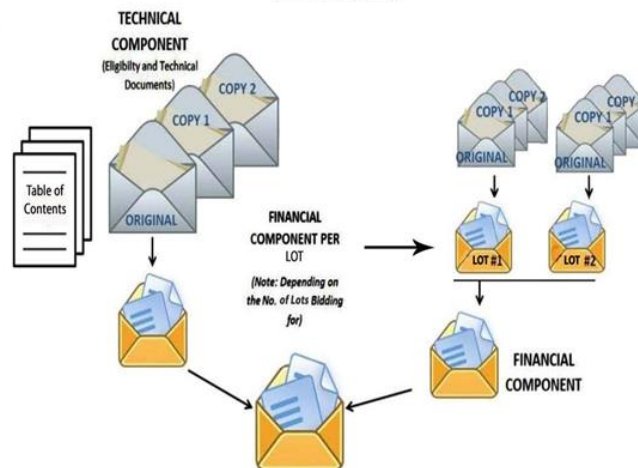 TECHNICAL
COMPONENT
(Eligibilty and Technical
Documents)
COPY 2
COPY 1
ORIGINAL
Table of
Contents
COPY 2
COPY 1
ORIGINAL
COPY
COPY 1
ORIGINAL
FINANCIAL
COMPONENT PER
LOT
(Note: Depending on
the No. of Lots Bidding
for)
LOT #1
LOT #2
FINANCIAL
COMPONENT